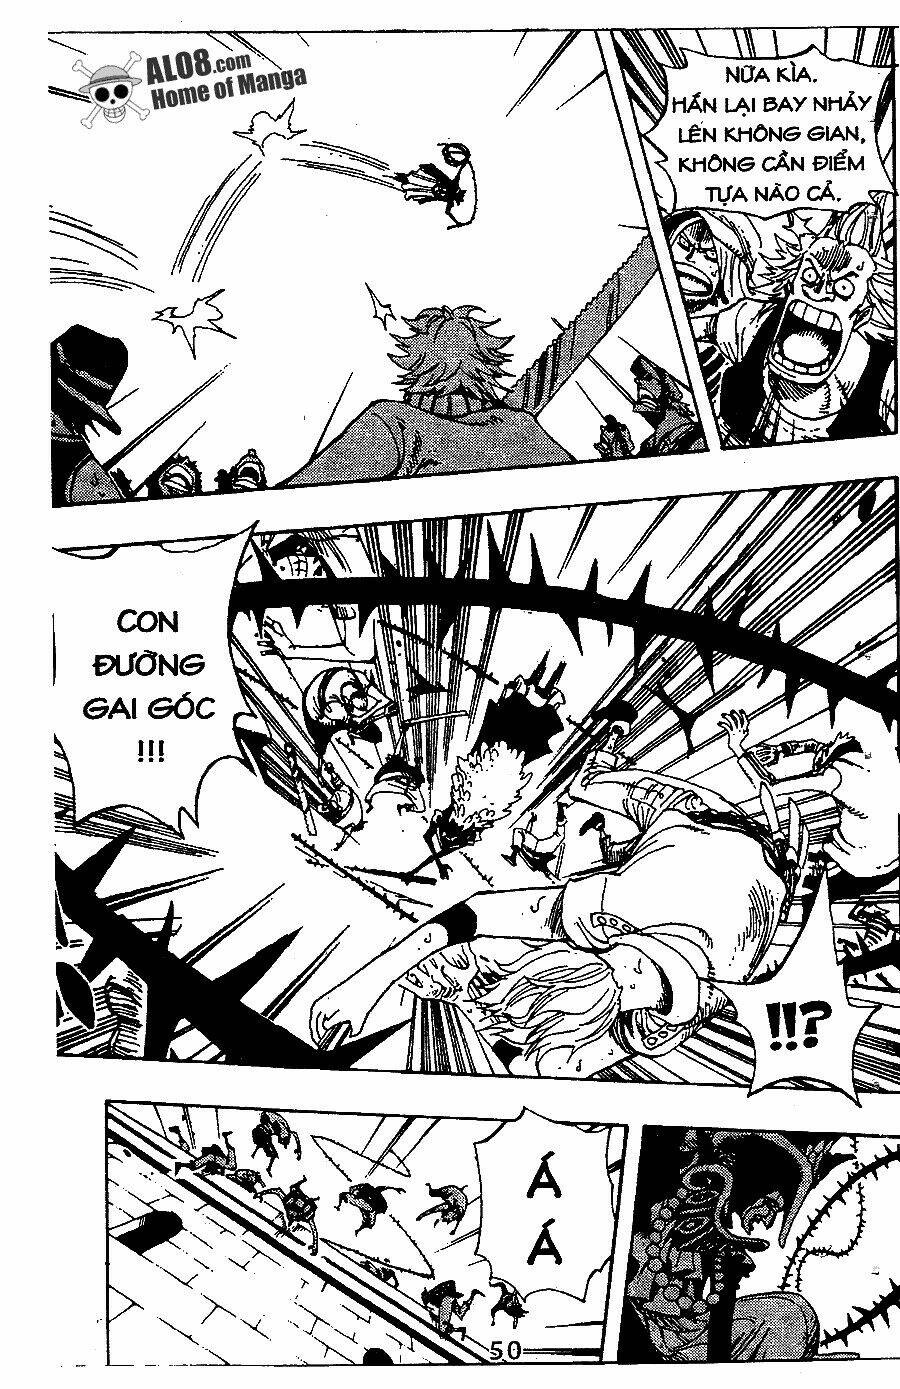 AL08.com
Home of Manga
NỮA KÌA.
HẮN LẠI BAY NHẢY
LÊN KHÔNG GIAN,
KHÔNG CẦN ĐIỂM
TỰA NÀO CẢ.
CON
ĐƯỜNG
GAI GÓC
!!!
!!?
Á
Á
50